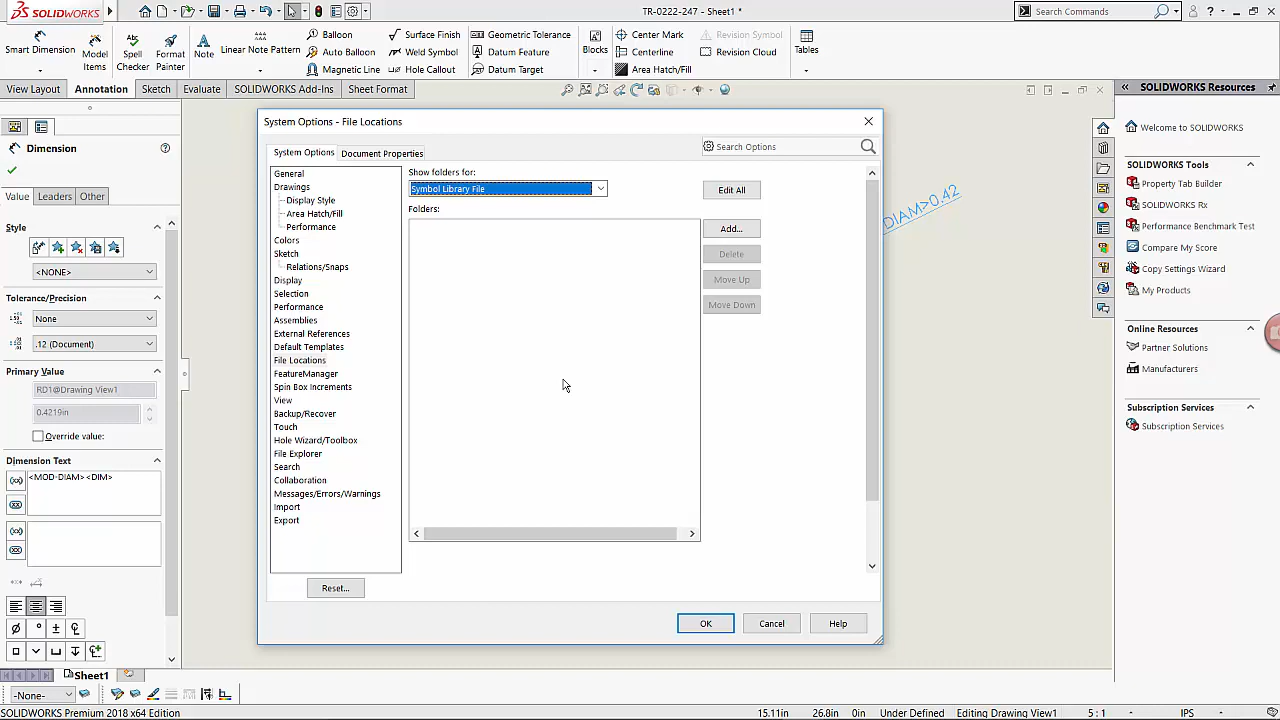 SOLIDWORKS
TR-0222-247 - Sheet1 *
Search Commands
Smart Dimension
Model Items
Spell Checker
Format Painter
Note
Linear Note Pattern
Balloon
Auto Balloon
Magnetic Line
Surface Finish
Weld Symbol
Hole Callout
Geometric Tolerance
Datum Feature
Datum Target
Blocks
Center Mark
Centerline
Area Hatch/Fill
Revision Symbol
Revision Cloud
Tables
View Layout
Annotation
Sketch
Evaluate
SOLIDWORKS Add-Ins
Sheet Format
Dimension
Value
Leaders
Other
Style
<NONE>
Tolerance/Precision
None
.12 (Document)
Primary Value
RD1@Drawing View1
0.4219in
Override value:
Dimension Text
<MOD-DIAM><DIM>
System Options - File Locations
System Options
Document Properties
Search Options
General
Drawings
Display Style
Area Hatch/Fill
Performance
Colors
Sketch
Relations/Snaps
Display
Selection
Performance
Assemblies
External References
Default Templates
File Locations
FeatureManager
Spin Box Increments
View
Backup/Recover
Touch
Hole Wizard/Toolbox
File Explorer
Search
Collaboration
Messages/Errors/Warnings
Import
Export
Reset...
Show folders for:
Symbol Library File
Folders:
Edit All
Add...
Delete
Move Up
Move Down
OK
Cancel
Help
DIAM>0.42
SOLIDWORKS Resources
Welcome to SOLIDWORKS
SOLIDWORKS Tools
Property Tab Builder
SOLIDWORKS Rx
Performance Benchmark Test
Compare My Score
Copy Settings Wizard
My Products
Online Resources
Partner Solutions
Manufacturers
Subscription Services
Subscription Services
Sheet1
-None-
SOLIDWORKS Premium 2018 x64 Edition
15.11in
26.8in
0in
Under Defined
Editing Drawing View1
5 : 1
IPS